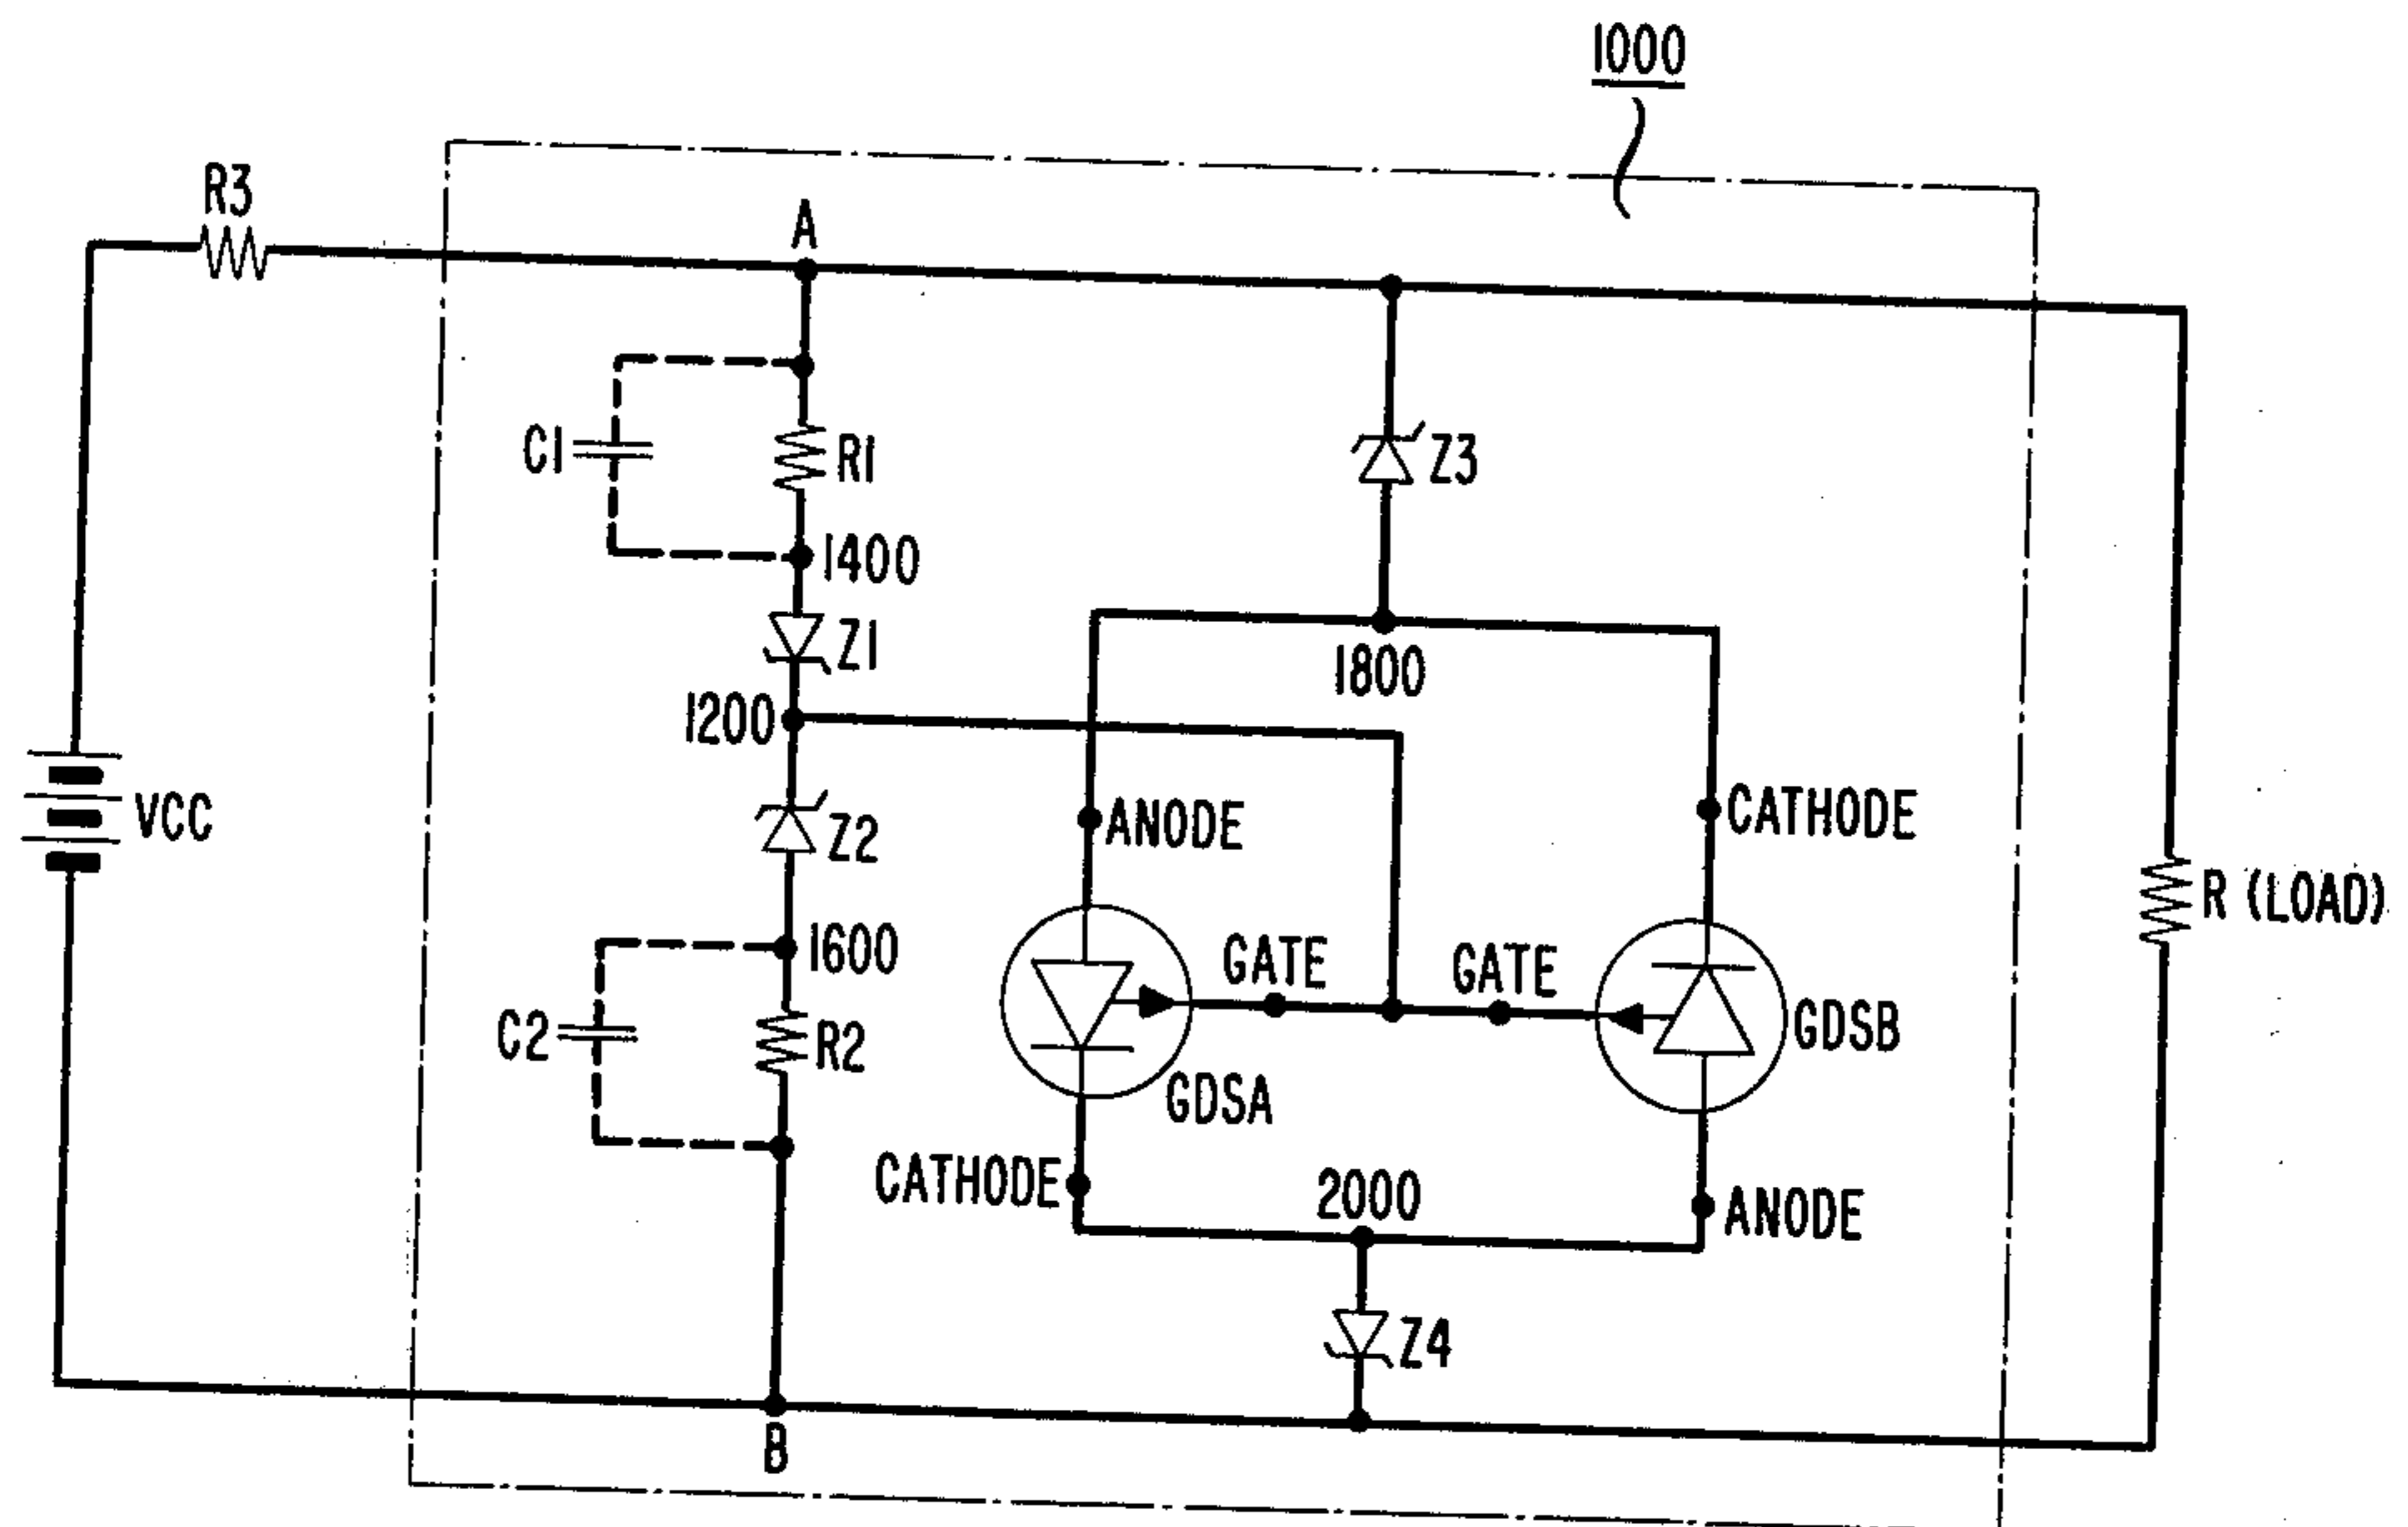 1000
R3
A
C1
R1
Z3
1400
Z1
1800
1200
VCC
Z2
ANODE
CATHODE
R (LOAD)
1600
GATE
GATE
C2
R2
GDSB
GDSA
CATHODE
2000
ANODE
Z4
B